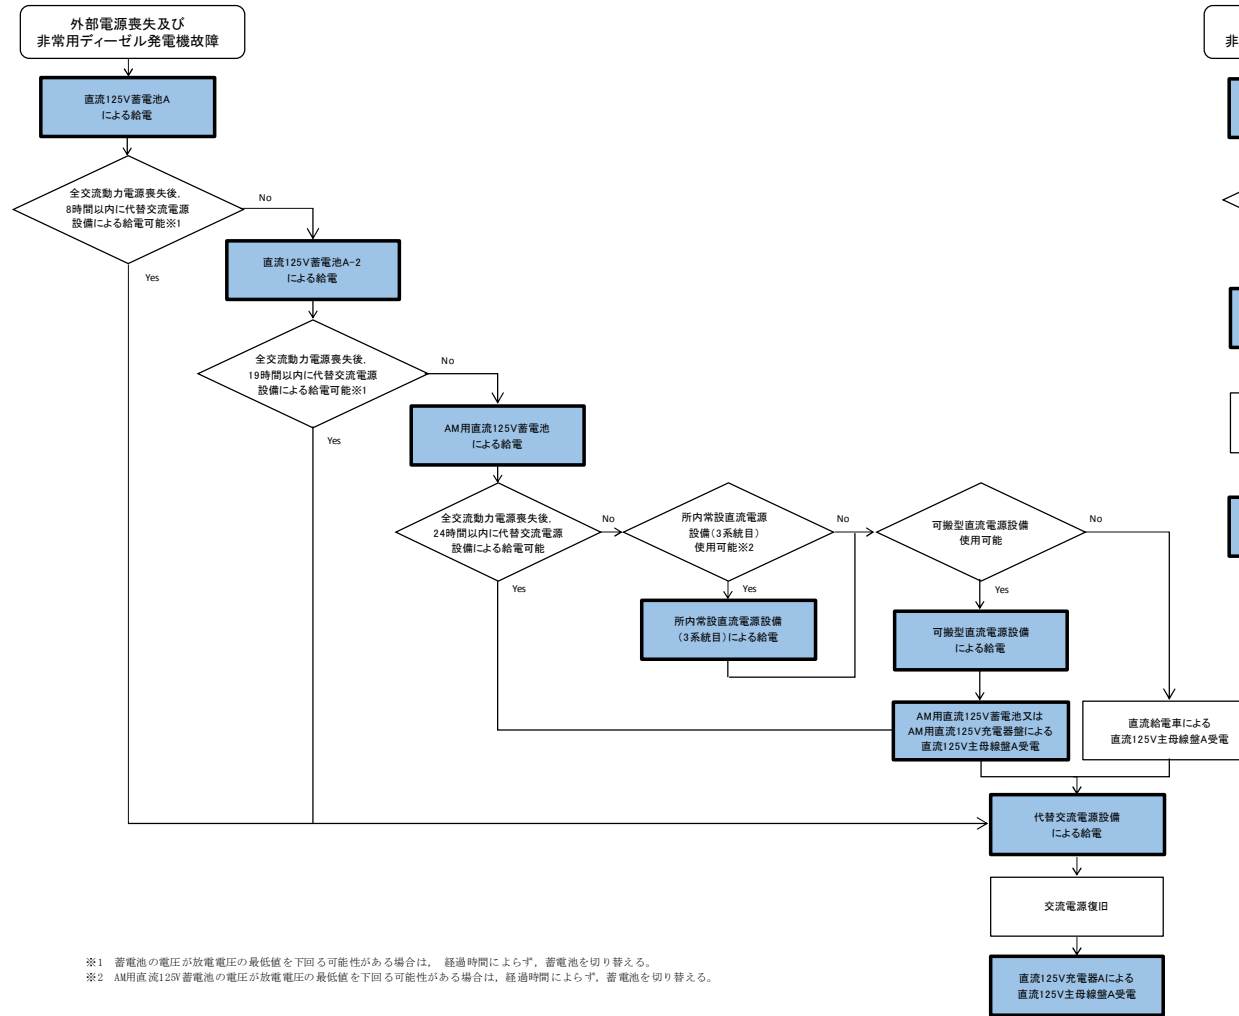 外部電源喪失及び
非常用ディーゼル発電機故障
非
直流125V蓄電池A
による給電
全交流動力電源喪失後,
8時間以内に代替交流電源
設備による給電可能※1
No
Yes
直流125V蓄電池A-2
による給電
全交流動力電源喪失後,
19時間以内に代替交流電源
設備による給電可能※1
No
Yes
AM用直流125V蓄電池
による給電
全交流動力電源喪失後,
24時間以内に代替交流電源
設備による給電可能
No
Yes
所内常設直流電源
設備(3系統目)
使用可能※2
No
Yes
所内常設直流電源設備
(3系統目)による給電
可搬型直流電源設備
使用可能
No
Yes
可搬型直流電源設備
による給電
AM用直流125V蓄電池又は
AM用直流125V充電器盤による
直流125V主母線盤A受電
直流給電車による
直流125V主母線盤A受電
代替交流電源設備
による給電
交流電源復旧
直流125V充電器Aによる
直流125V主母線盤A受電
※1 蓄電池の電圧が放電電圧の最低値を下回る可能性がある場合は, 経過時間によらず, 蓄電池を切り替える。
※2 AM用直流125V蓄電池の電圧が放電電圧の最低値を下回る可能性がある場合は, 経過時間によらず, 蓄電池を切り替える。